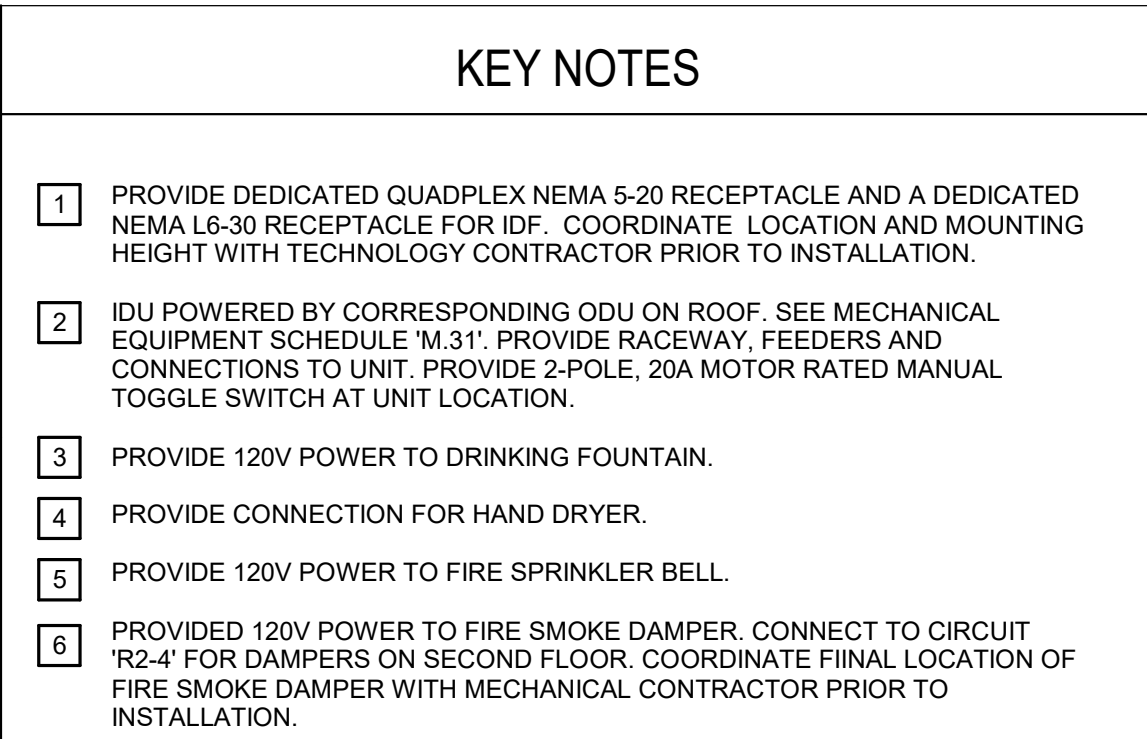 KEY NOTES
1 PROVIDE DEDICATED QUADPLEX NEMA 5-20 RECEPTACLE AND A DEDICATED
NEMA L6-30 RECEPTACLE FOR IDF. COORDINATE LOCATION AND MOUNTING
HEIGHT WITH TECHNOLOGY CONTRACTOR PRIOR TO INSTALLATION.
2 IDU POWERED BY CORRESPONDING ODU ON ROOF. SEE MECHANICAL
EQUIPMENT SCHEDULE 'M.31'. PROVIDE RACEWAY, FEEDERS AND
CONNECTIONS TO UNIT. PROVIDE 2-POLE, 20A MOTOR RATED MANUAL
TOGGLE SWITCH AT UNIT LOCATION.
3 PROVIDE 120V POWER TO DRINKING FOUNTAIN.
4 PROVIDE CONNECTION FOR HAND DRYER.
5 PROVIDE 120V POWER TO FIRE SPRINKLER BELL.
6 PROVIDED 120V POWER TO FIRE SMOKE DAMPER. CONNECT TO CIRCUIT
'R2-4' FOR DAMPERS ON SECOND FLOOR. COORDINATE FIINAL LOCATION OF
FIRE SMOKE DAMPER WITH MECHANICAL CONTRACTOR PRIOR TO
INSTALLATION.